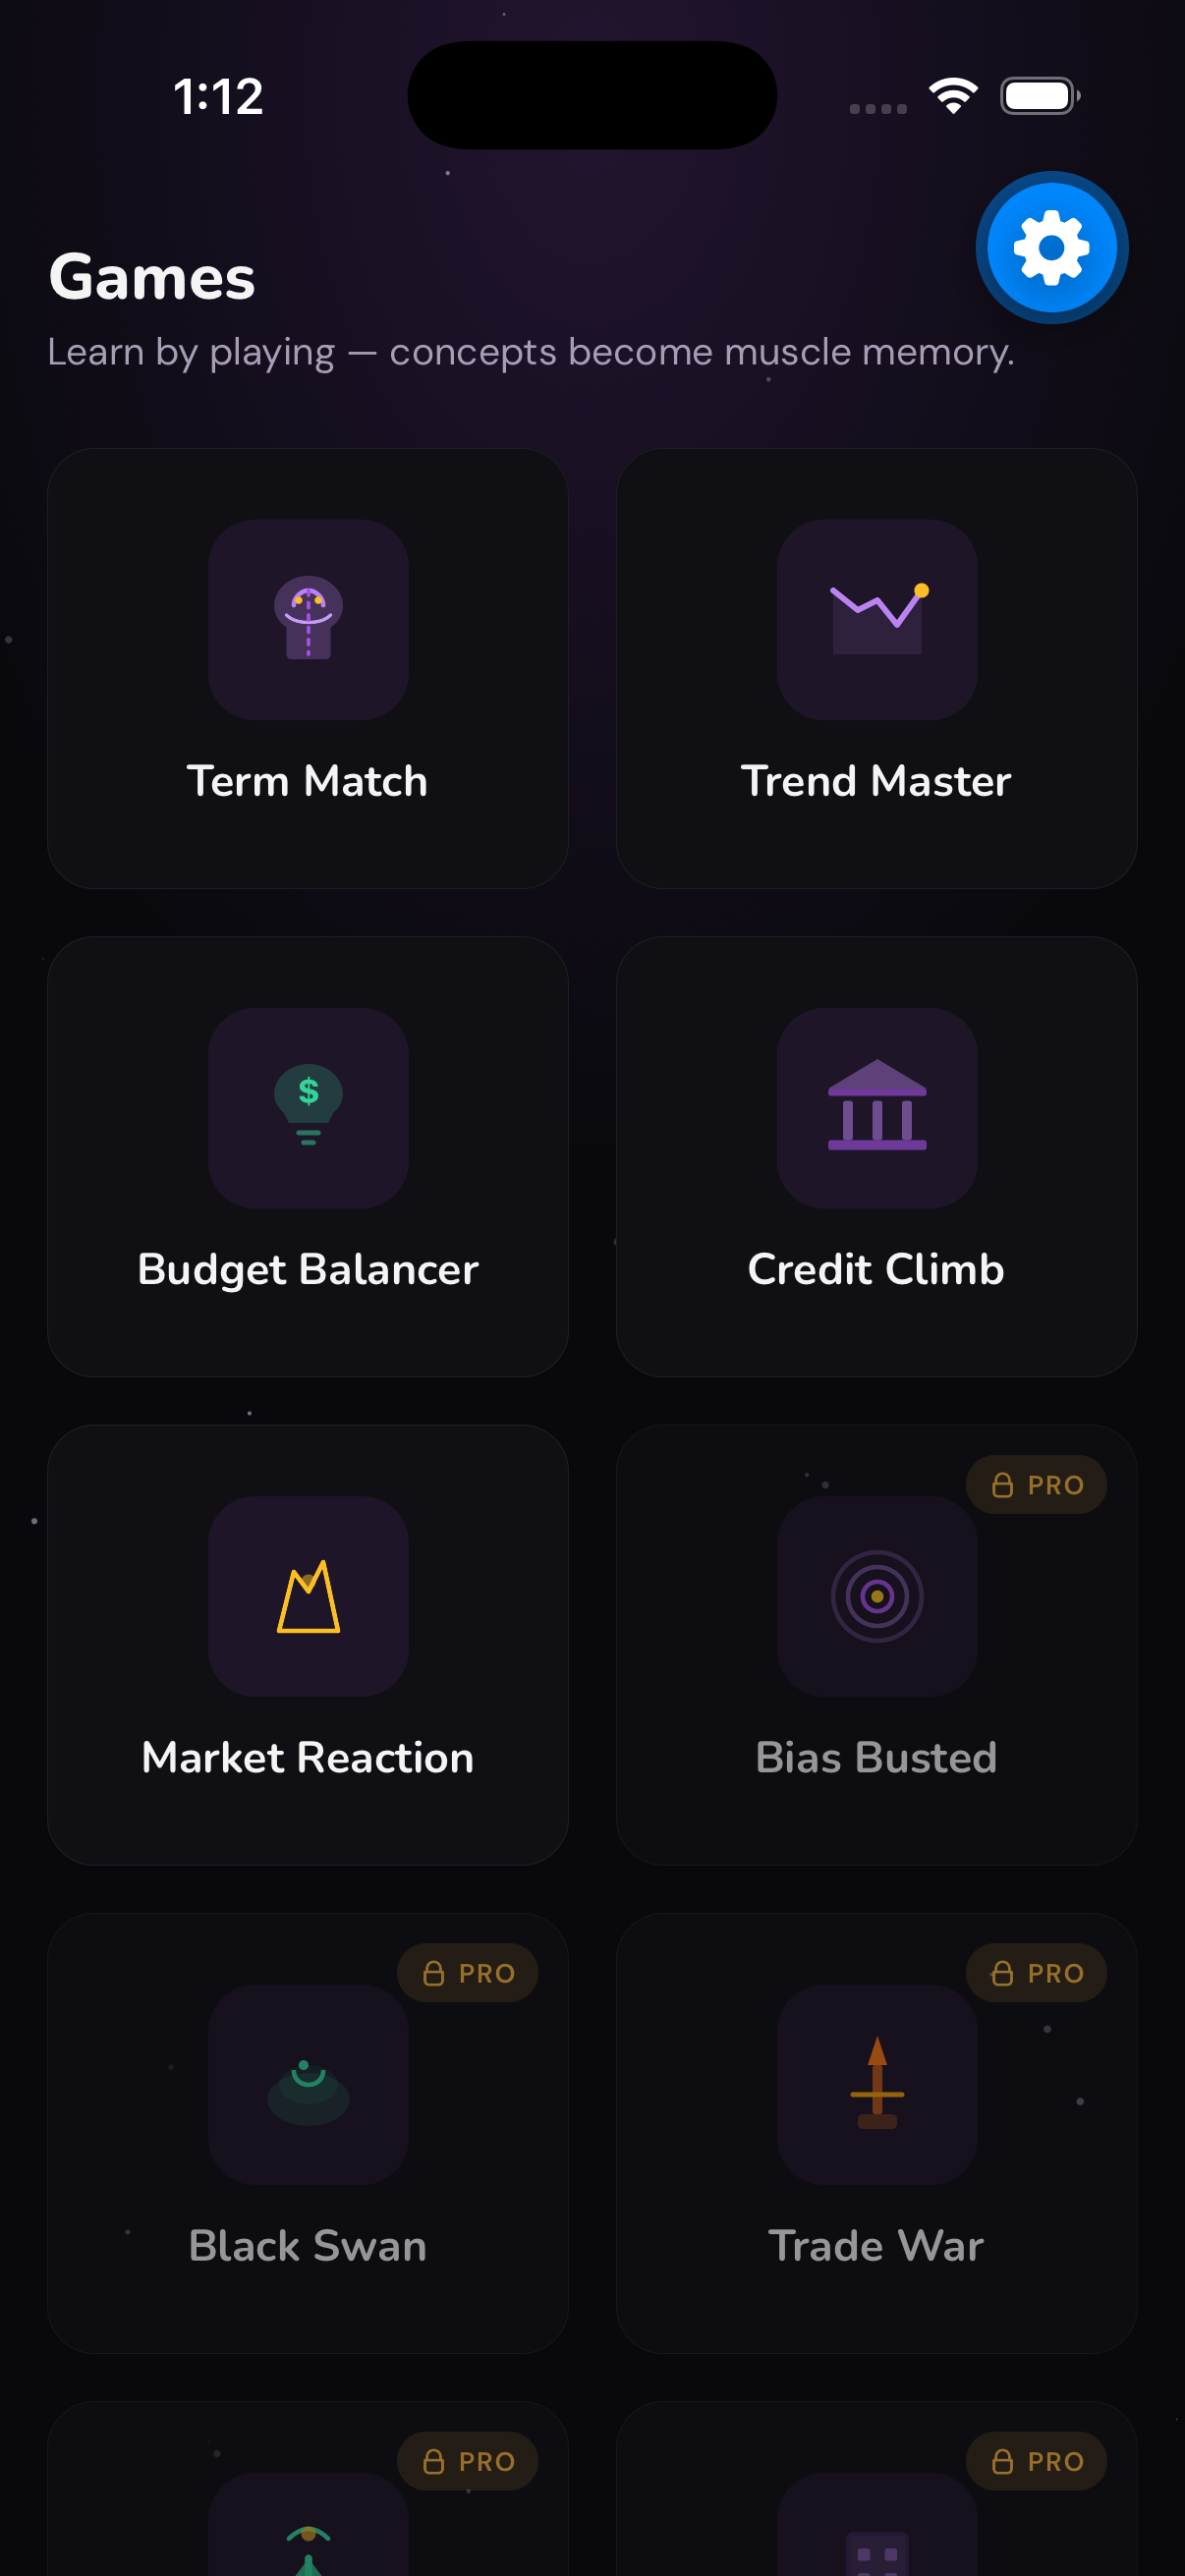 1:12
Games
Learn by playing — concepts become muscle memory.
Term Match
Trend Master
$
Budget Balancer
Credit Climb
PRO
Market Reaction
Bias Busted
PRO
PRO
Black Swan
Trade War
PRO
PRO